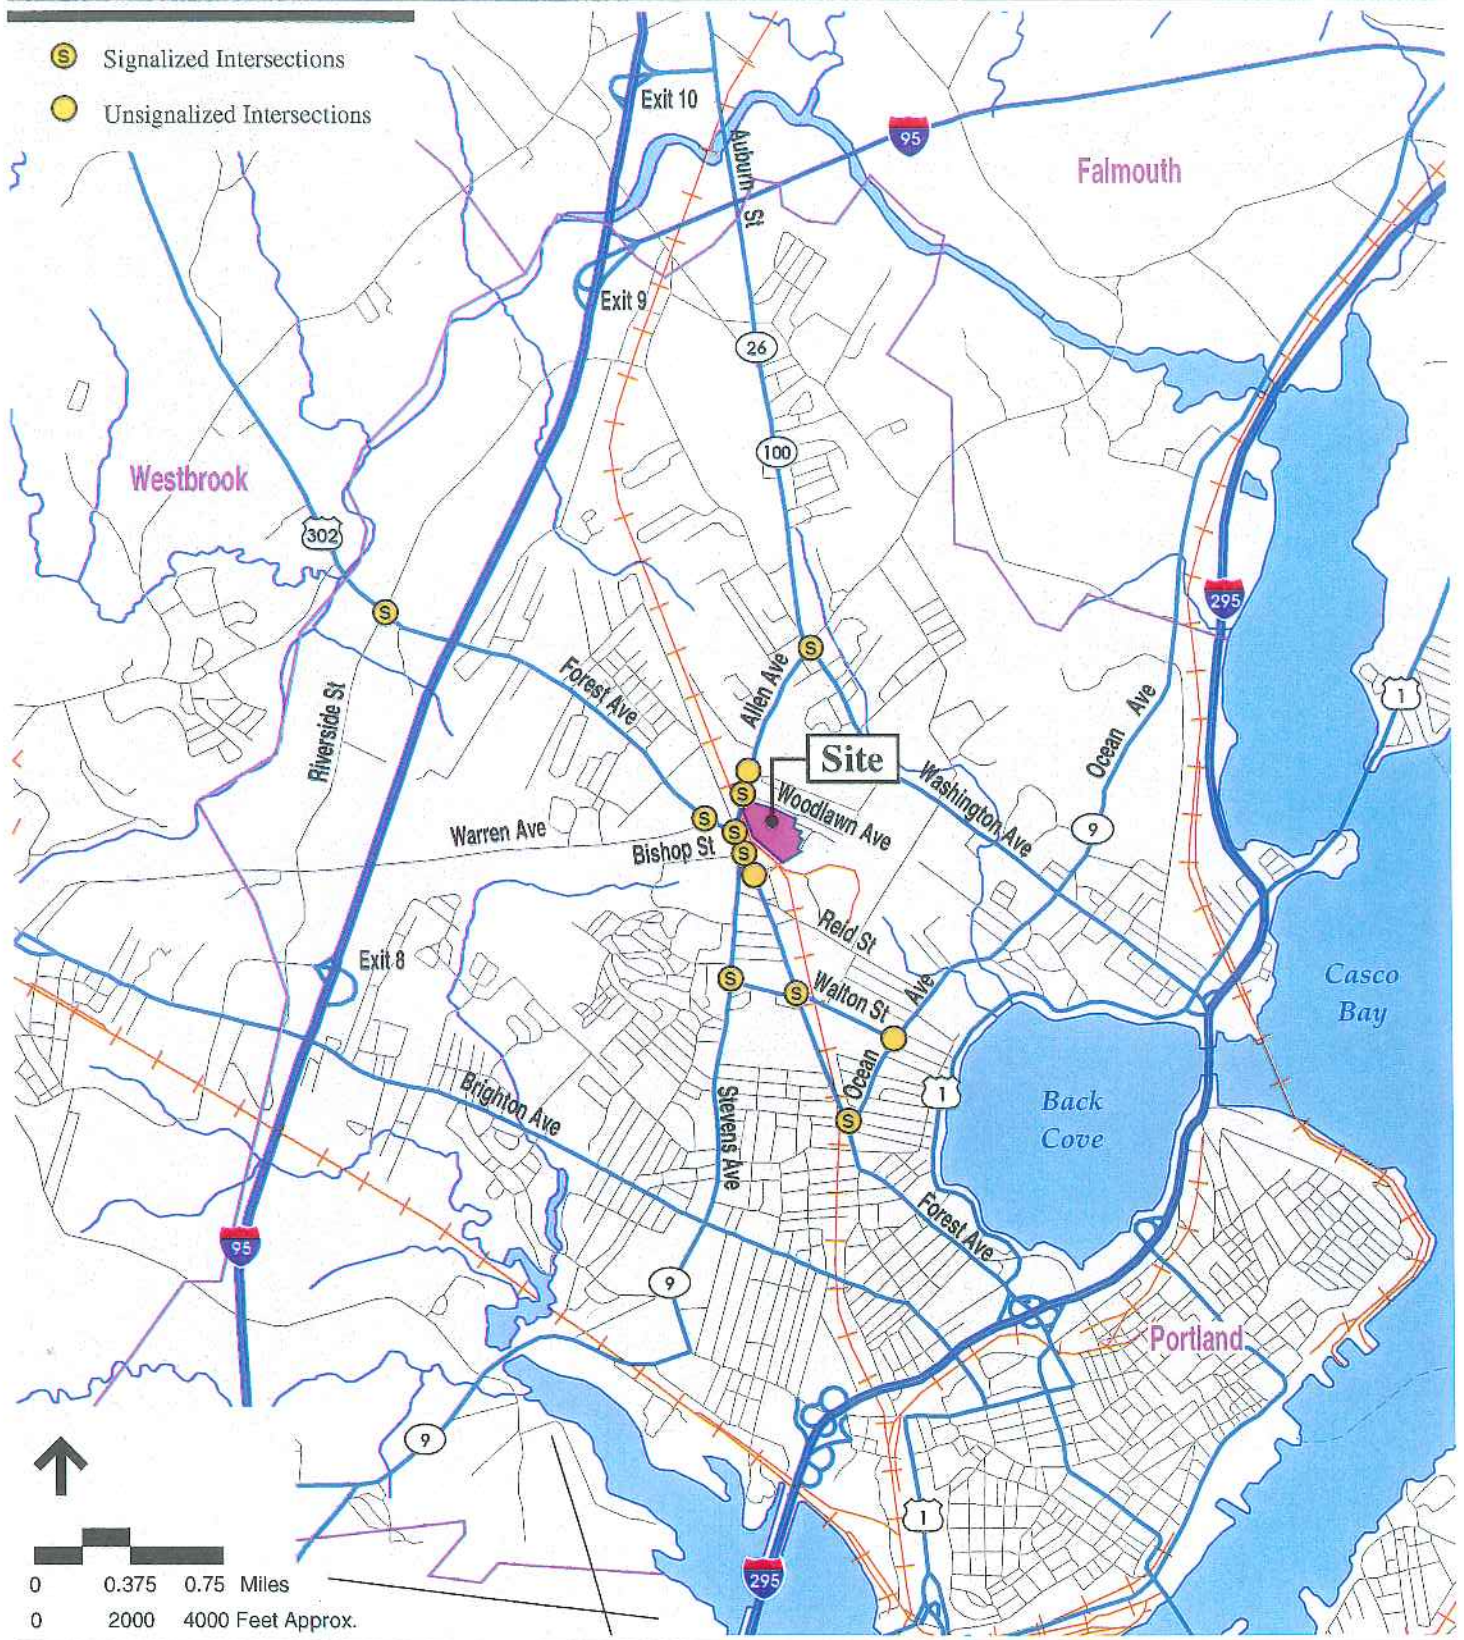 S Signalized Intersections
Unsignalized Intersections
Exit 10
95
Auburn St
Falmouth
Exit 9
26
100
Westbrook
302
S
295
S
1
Allen Ave
Forest Ave
Riverside St
Ocean Ave
Site
Washington Ave
S
Woodlawn Ave
9
S
S
Warren Ave
Bishop St
S
Reid St
Exit 8
S
S
Walton St
Ocean Ave
Casco
Bay
1
Back
Cove
Brighton Ave
Stevens Ave
S
Forest Ave
95
9
Portland
9
1
295
0 0.375 0.75 Miles
0 2000 4000 Feet Approx.